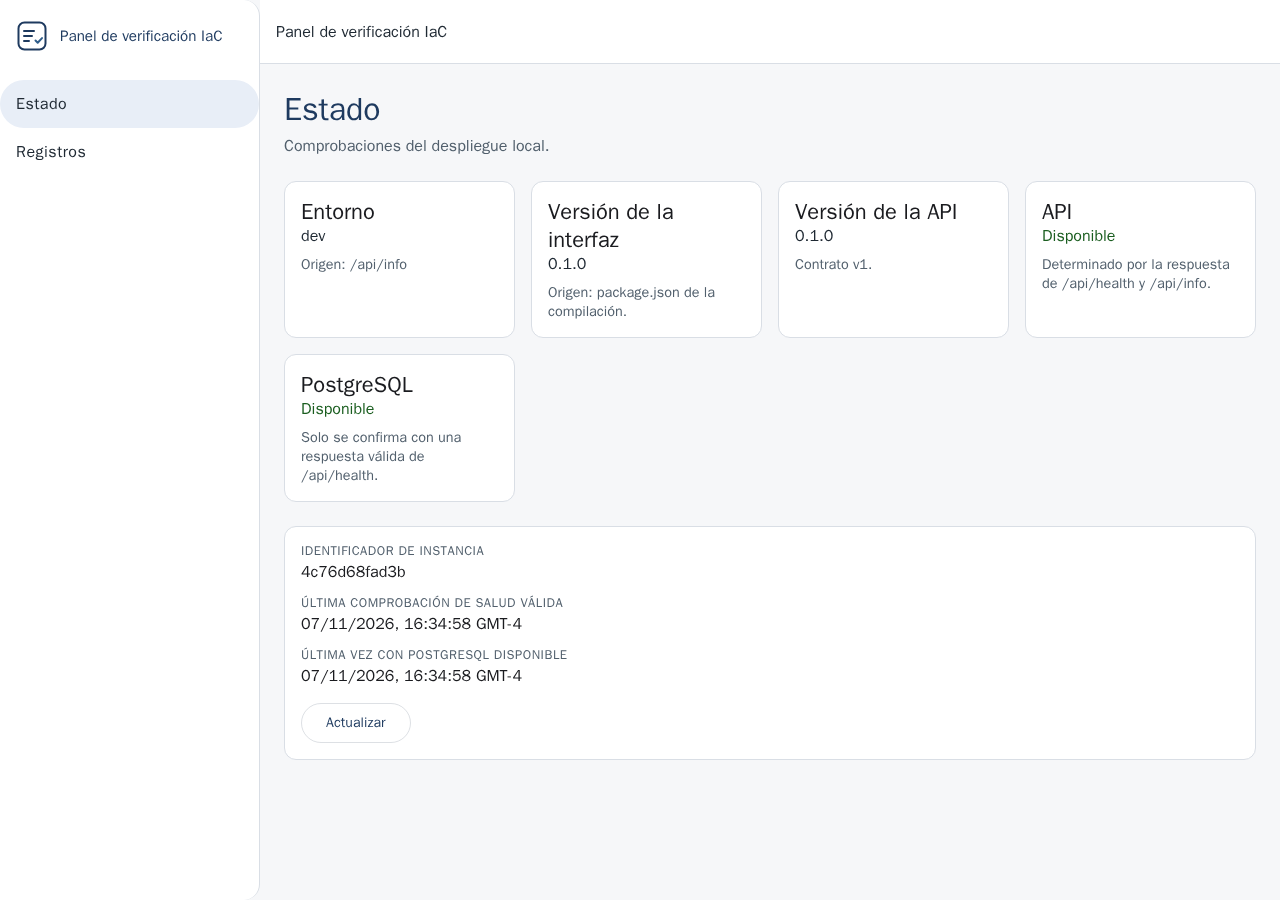 Panel de verificación IaC
Estado
Registros
Panel de verificación IaC
Estado
Comprobaciones del despliegue local.
Entorno
dev
Origen: /api/info
Versión de la
interfaz
0.1.0
Origen: package.json de la
compilación.
Versión de la API
0.1.0
Contrato v1.
API
Disponible
Determinado por la respuesta
de /api/health y /api/info.
PostgreSQL
Disponible
Solo se confirma con una
respuesta válida de
/api/health.
IDENTIFICADOR DE INSTANCIA
4c76d68fad3b
ÚLTIMA COMPROBACIÓN DE SALUD VÁLIDA
07/11/2026, 16:34:58 GMT-4
ÚLTIMA VEZ CON POSTGRESQL DISPONIBLE
07/11/2026, 16:34:58 GMT-4
Actualizar